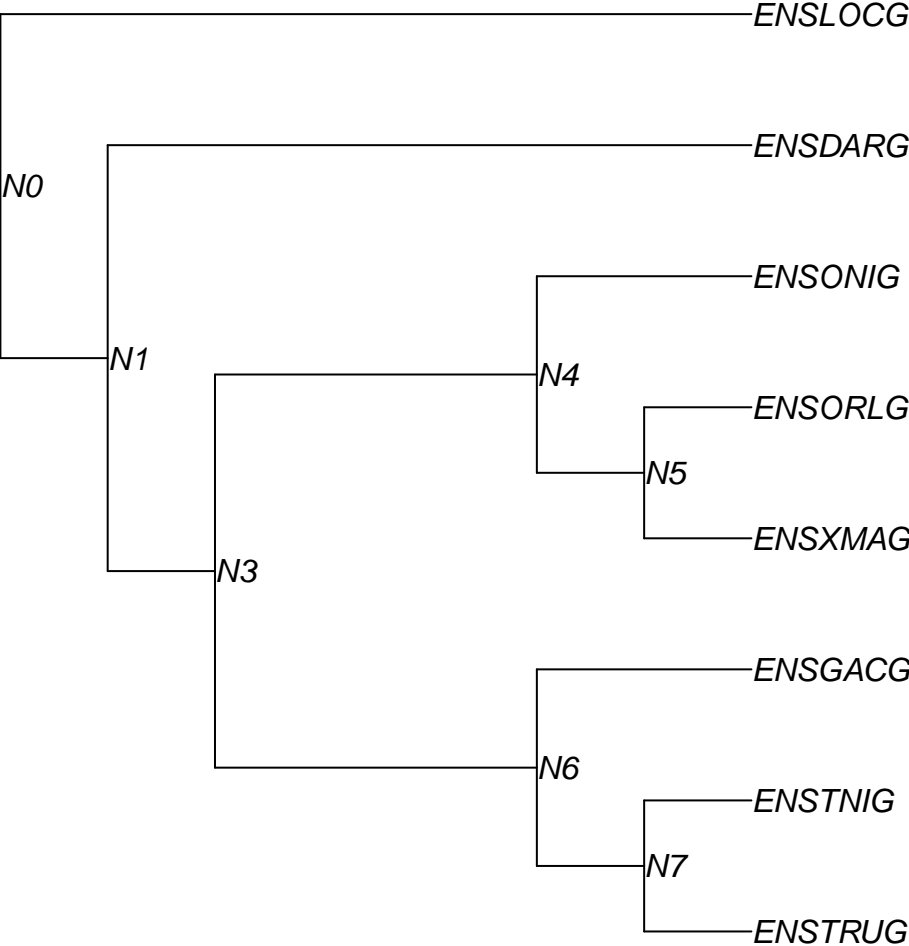 ENSLOCG
ENSDARG
N0
ENSONIG
N1
N4
ENSORLG
N5
ENSXMAG
N3
ENSGACG
N6
ENSTNIG
N7
ENSTRUG